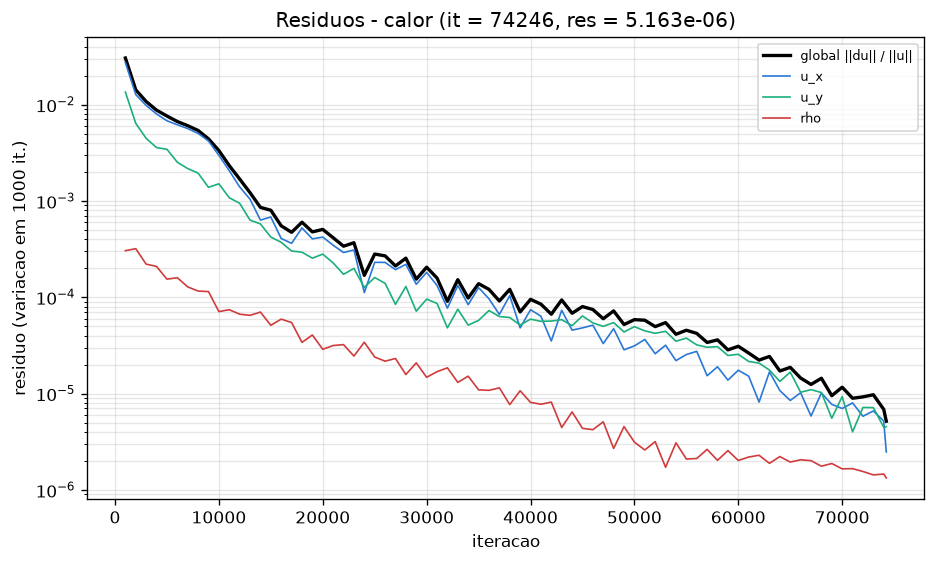 Residuos - calor (it = 74246, res = 5.163e-06)
global ||du|| / ||u||
u_x
u_y
rho
residuo (variacao em 1000 it.)
10⁻²
10⁻³
10⁻⁴
10⁻⁵
10⁻⁶
0 10000 20000 30000 40000 50000 60000 70000
iteracao